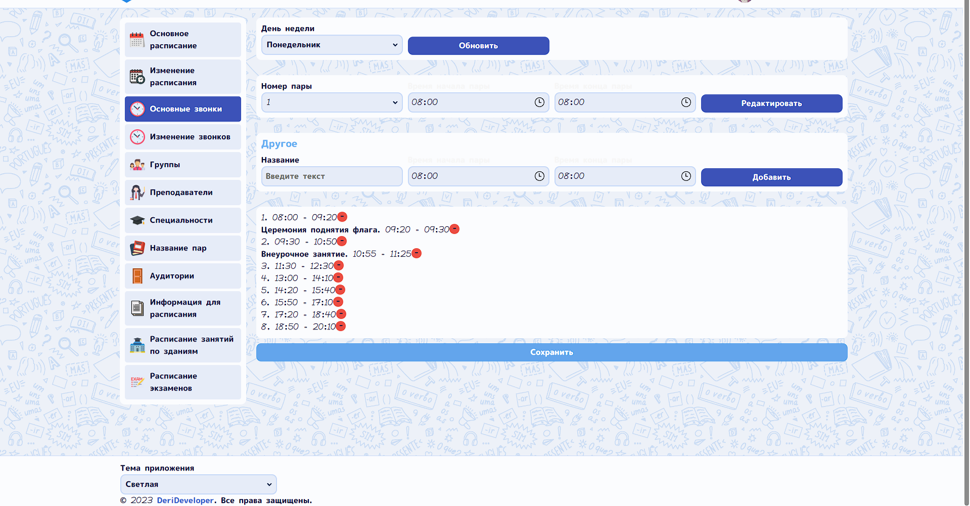 Основное
расписание
Изменение
расписания
Основные звонки
Изменение звонков
Группы
Преподаватели
Специальности
Название пар
Аудитории
Информация для
расписания
Расписание занятий
по зданиям
Расписание
экзаменов
День недели
Понедельник
Обновить
Номер пары
1
08:00
08:00
Редактировать
Другое
Название
Введите текст
08:00
08:00
Добавить
1. 08:00 - 09:20
Церемония поднятия флага. 09:20 - 09:30
2. 09:30 - 10:50
Внеурочное занятие. 10:55 - 11:25
3. 11:30 - 12:30
4. 13:00 - 14:10
5. 14:20 - 15:40
6. 15:50 - 17:10
7. 17:20 - 18:40
8. 18:50 - 20:10
Сохранить
Тема приложения
Светлая
© 2023 DeriDeveloper. Все права защищены.